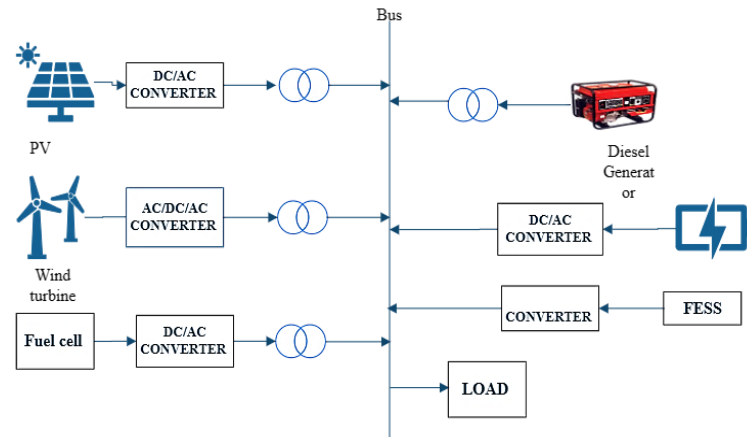 Bus
DC/AC
CONVERTER
PV
Diesel
Generat
or
AC/DC/AC
CONVERTER
DC/AC
CONVERTER
Wind
turbine
Fuel cell
DC/AC
CONVERTER
CONVERTER
FESS
LOAD